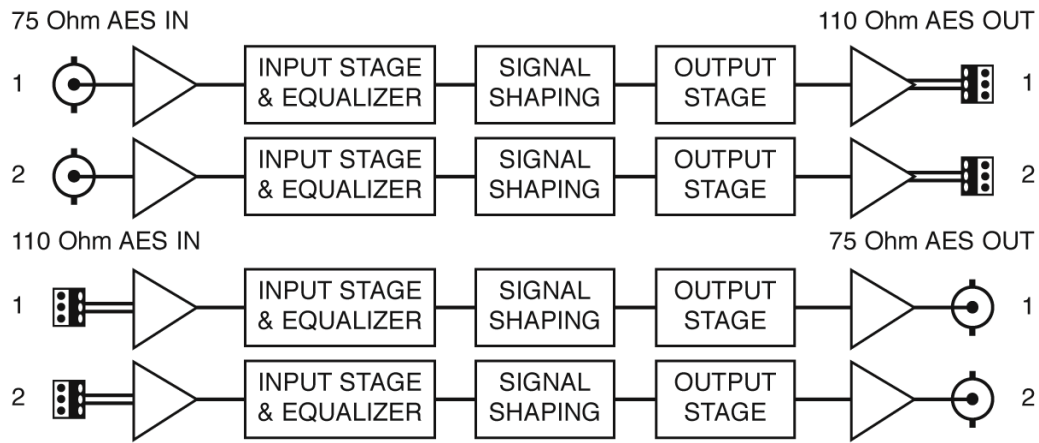 75 Ohm AES IN
110 Ohm AES OUT
1
INPUT STAGE
& EQUALIZER
SIGNAL
SHAPING
OUTPUT
STAGE
1
2
INPUT STAGE
& EQUALIZER
SIGNAL
SHAPING
OUTPUT
STAGE
2
110 Ohm AES IN
75 Ohm AES OUT
1
INPUT STAGE
& EQUALIZER
SIGNAL
SHAPING
OUTPUT
STAGE
1
2
INPUT STAGE
& EQUALIZER
SIGNAL
SHAPING
OUTPUT
STAGE
2